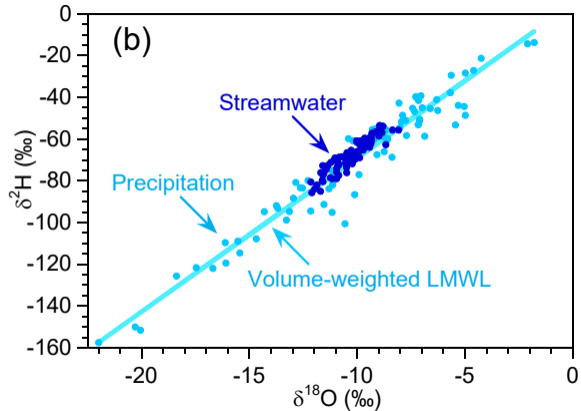 (b)
0
-20
-40
-60
-80
-100
-120
-140
-160
δ²H (‰)
Streamwater
Precipitation
Volume-weighted LMWL
-20 -15 -10 -5 0
δ¹⁸O (‰)